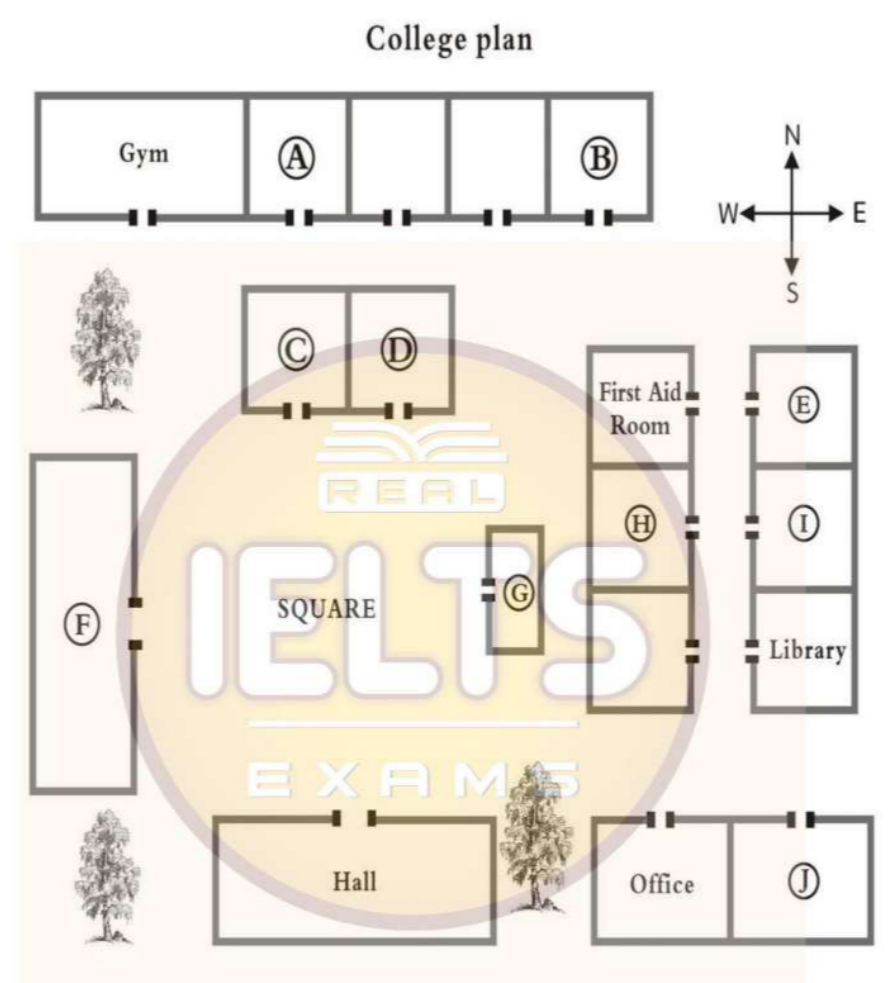 College plan
Gym
A
B
N
W E
S
C
D
First Aid
Room
E
REAL
H
I
IELTS
G
SQUARE
F
Library
EXAMS
Hall
Office
J